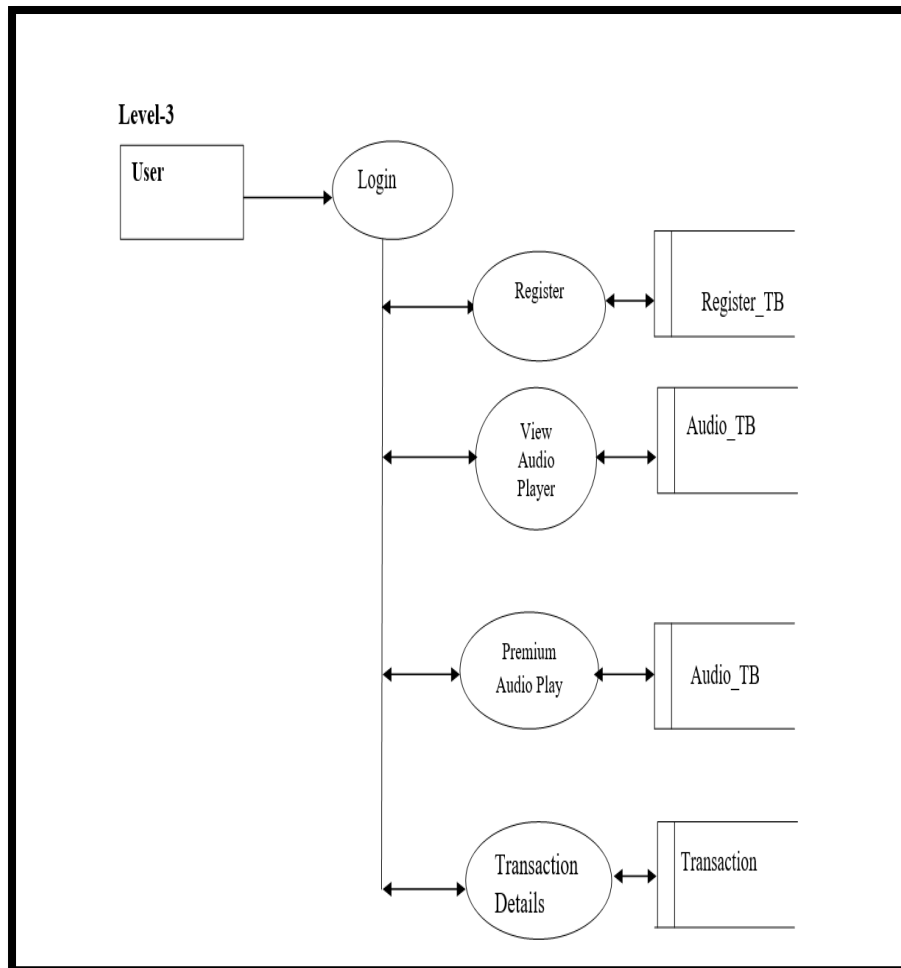 Level-3
User
Login
Register
Register_TB
View
Audio
Player
Audio_TB
Premium
Audio Play
Audio_TB
Transaction
Details
Transaction